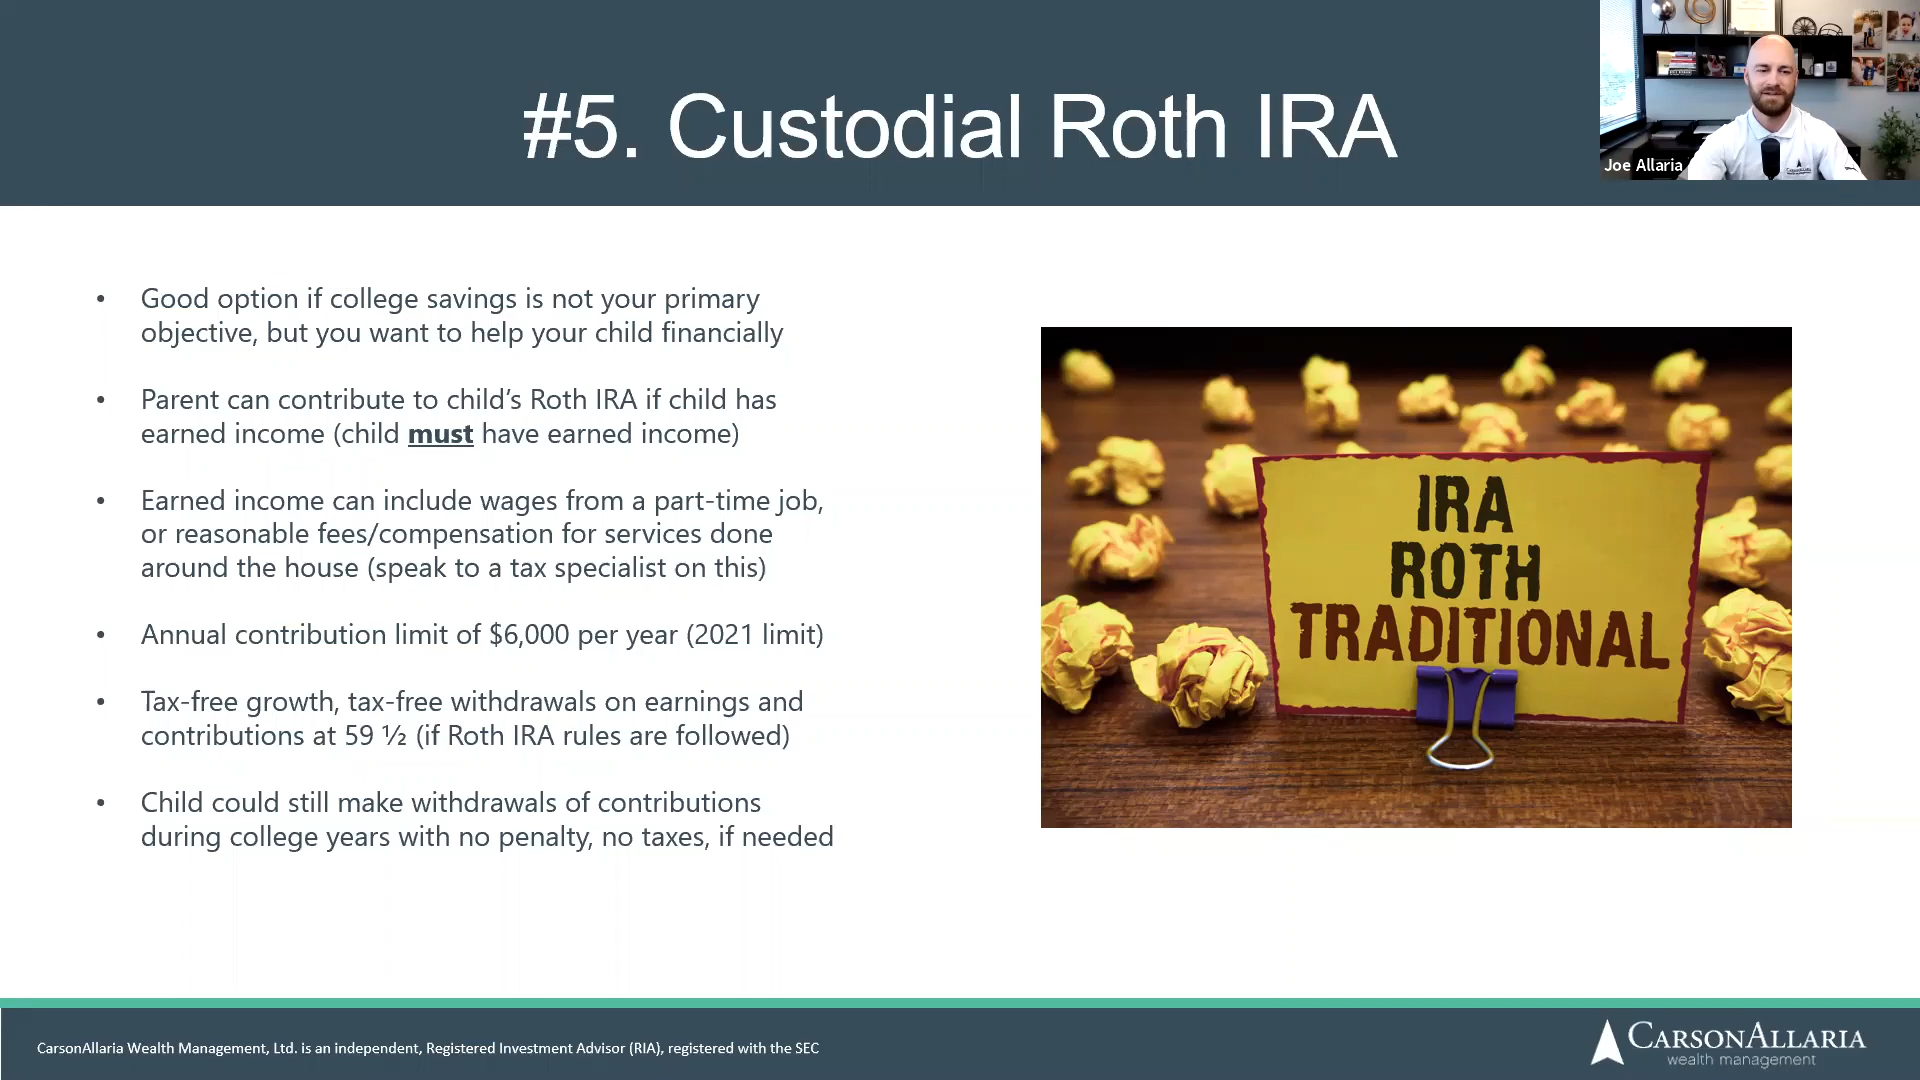 #5. Custodial Roth IRA
Joe Allaria
• Good option if college savings is not your primary
objective, but you want to help your child financially
• Parent can contribute to child’s Roth IRA if child has
earned income (child must have earned income)
• Earned income can include wages from a part-time job,
or reasonable fees/compensation for services done
around the house (speak to a tax specialist on this)
• Annual contribution limit of $6,000 per year (2021 limit)
• Tax-free growth, tax-free withdrawals on earnings and
contributions at 59 ½ (if Roth IRA rules are followed)
• Child could still make withdrawals of contributions
during college years with no penalty, no taxes, if needed
IRA
ROTH
TRADITIONAL
CarsonAllaria Wealth Management, Ltd. is an independent, Registered Investment Advisor (RIA), registered with the SEC
CARSONALLARIA
wealth management